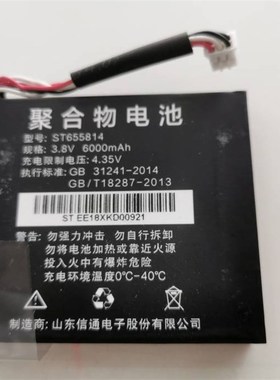 聚合物电池
ST655814
规格: 3.8V 6000mAh
充电限制电压: 4.35V
执行标准: GB 31241-2014
GB/T18287-2013
ST EE18XKD00921
警告: 勿强力冲击 勿自行拆卸
勿将电池加热或靠近火源
入火中有爆炸危险
充电环境温度0℃-40℃
制造商: 山东信通电子股份有限公司